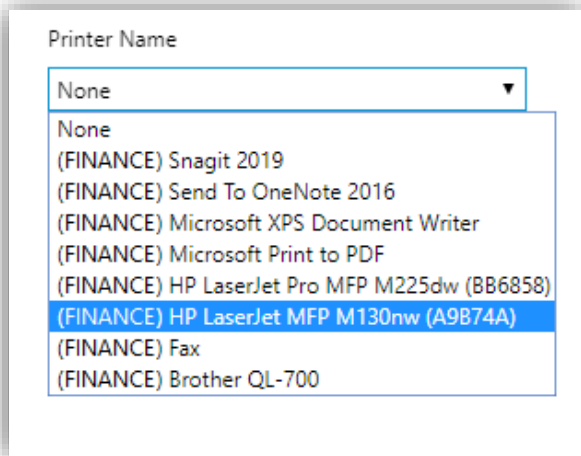 Printer Name
None
None
(FINANCE) Snagit 2019
(FINANCE) Send To OneNote 2016
(FINANCE) Microsoft XPS Document Writer
(FINANCE) Microsoft Print to PDF
(FINANCE) HP LaserJet Pro MFP M225dw (BB6858)
(FINANCE) HP LaserJet MFP M130nw (A9B74A)
(FINANCE) Fax
(FINANCE) Brother QL-700